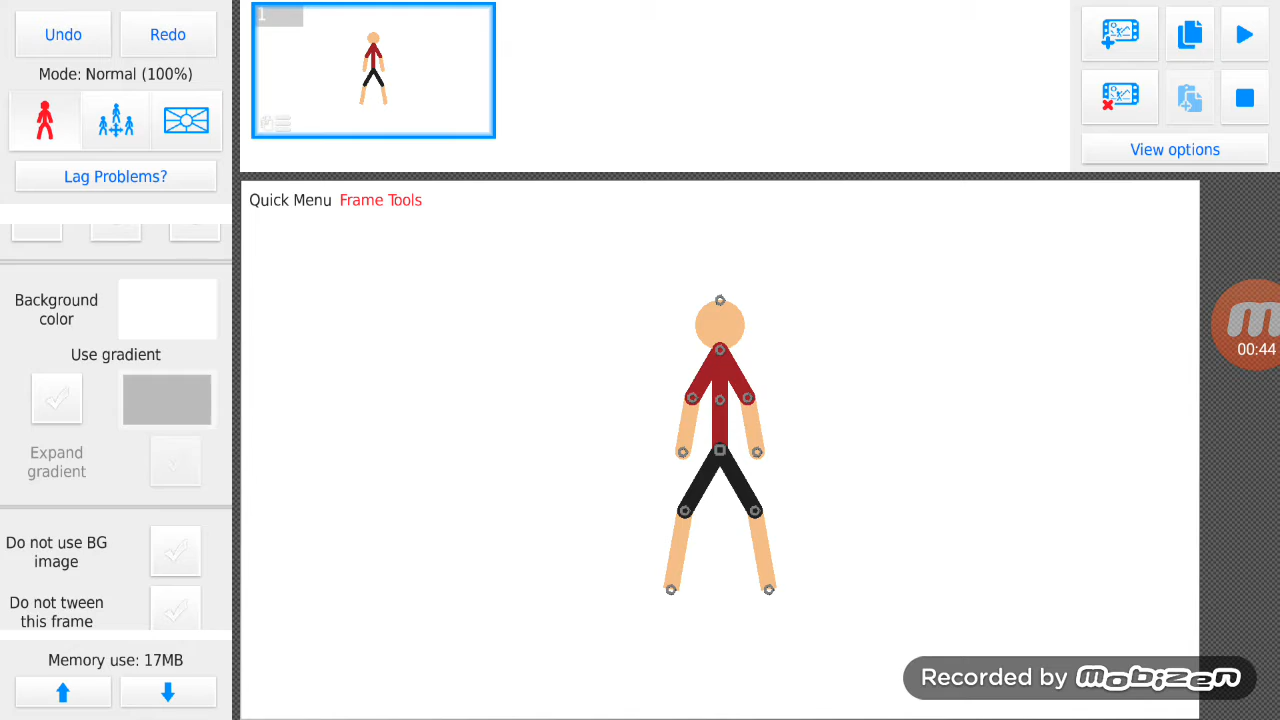 Undo
Redo
Mode: Normal (100%)
Lag Problems?
1
View options
Quick Menu Frame Tools
Background
color
Use gradient
Expand
gradient
Do not use BG
image
Do not tween
this frame
Memory use: 17MB
00:44
Recorded by mobizen